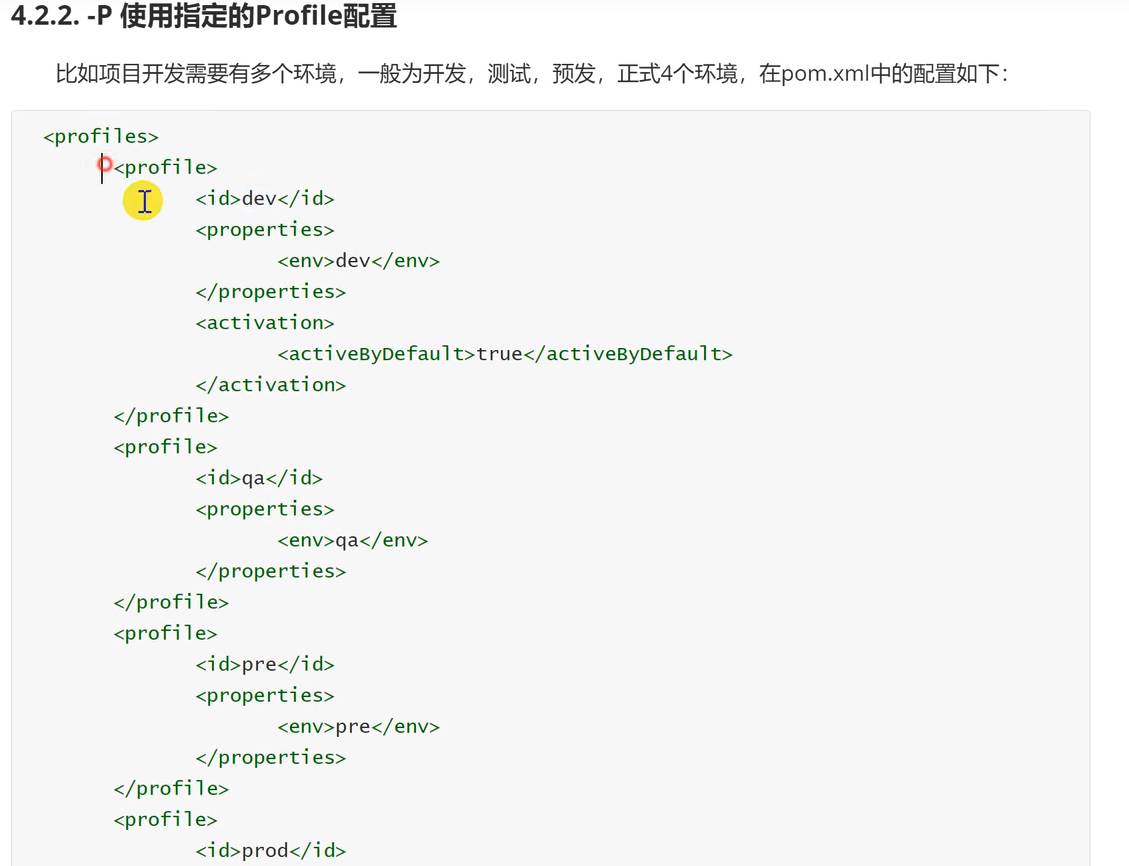 4.2.2. -P 使用指定的Profile配置
比如项目开发需要有多个环境，一般为开发，测试，预发，正式4个环境，在pom.xml中的配置如下：
<profiles>
<profile>
<id>dev</id>
<properties>
<env>dev</env>
</properties>
<activation>
<activeByDefault>true</activeByDefault>
</activation>
</profile>
<profile>
<id>qa</id>
<properties>
<env>qa</env>
</properties>
</profile>
<profile>
<id>pre</id>
<properties>
<env>pre</env>
</properties>
</profile>
<profile>
<id>prod</id>